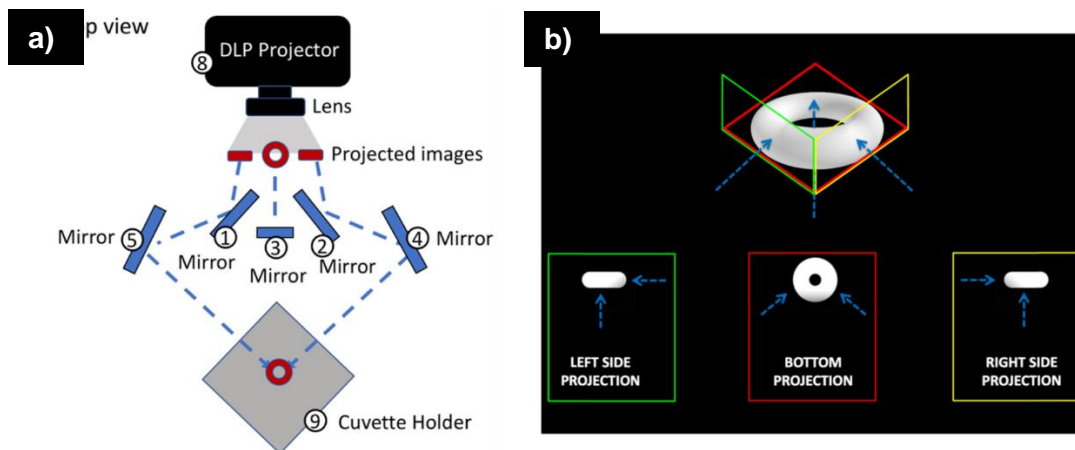 a)
op view
DLP Projector
8
Lens
Projected images
Mirror 5
1
3
2
4 Mirror
Mirror
Mirror
Mirror
9 Cuvette Holder
b)
LEFT SIDE
PROJECTION
BOTTOM
PROJECTION
RIGHT SIDE
PROJECTION